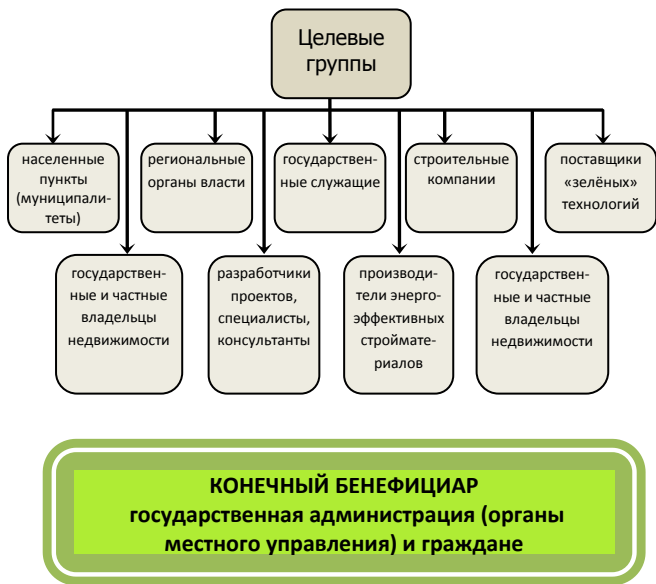 Целевые
группы
населенные
пункты
(муниципали-
теты)
региональные
органы власти
государствен-
ные служащие
строительные
компании
поставщики
«зелёных»
технологий
государствен-
ные и частные
владельцы
недвижимости
разработчики
проектов,
специалисты,
консультанты
производи-
тели энерго-
эффективных
строймате-
риалов
государствен-
ные и частные
владельцы
недвижимости
КОНЕЧНЫЙ БЕНЕФИЦИАР
государственная администрация (органы
местного управления) и граждане